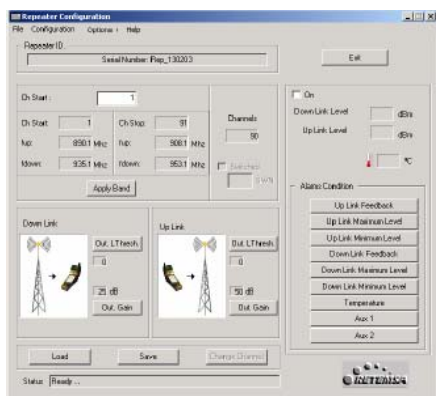 Repeater Configuration
File Configuration Options Help
Repeater ID.
Serial Number: Rep_130203
Exit
Ch Start : 1
Ch Start 1 Ch Stop: 91
fup: 890.1 Mhz fup: 908.1 Mhz
fdown: 935.1 Mhz fdown: 953.1 Mhz
Apply Band
Channels
90
Switches
On
Down Link Level dBm
Up Link Level dBm
ºC
Alarms Condition
Up Link Feedback
Up Link Maximum Level
Up Link Minimum Level
Down Link Feedback
Down Link Maximum Level
Down Link Minimum Level
Temperature
Aux 1
Aux 2
Down Link
Out. LThresh.
0
25 dB
Out. Gain
Up Link
Out. LThresh.
0
50 dB
Out. Gain
Load Save Change Channel
Status: Ready ...